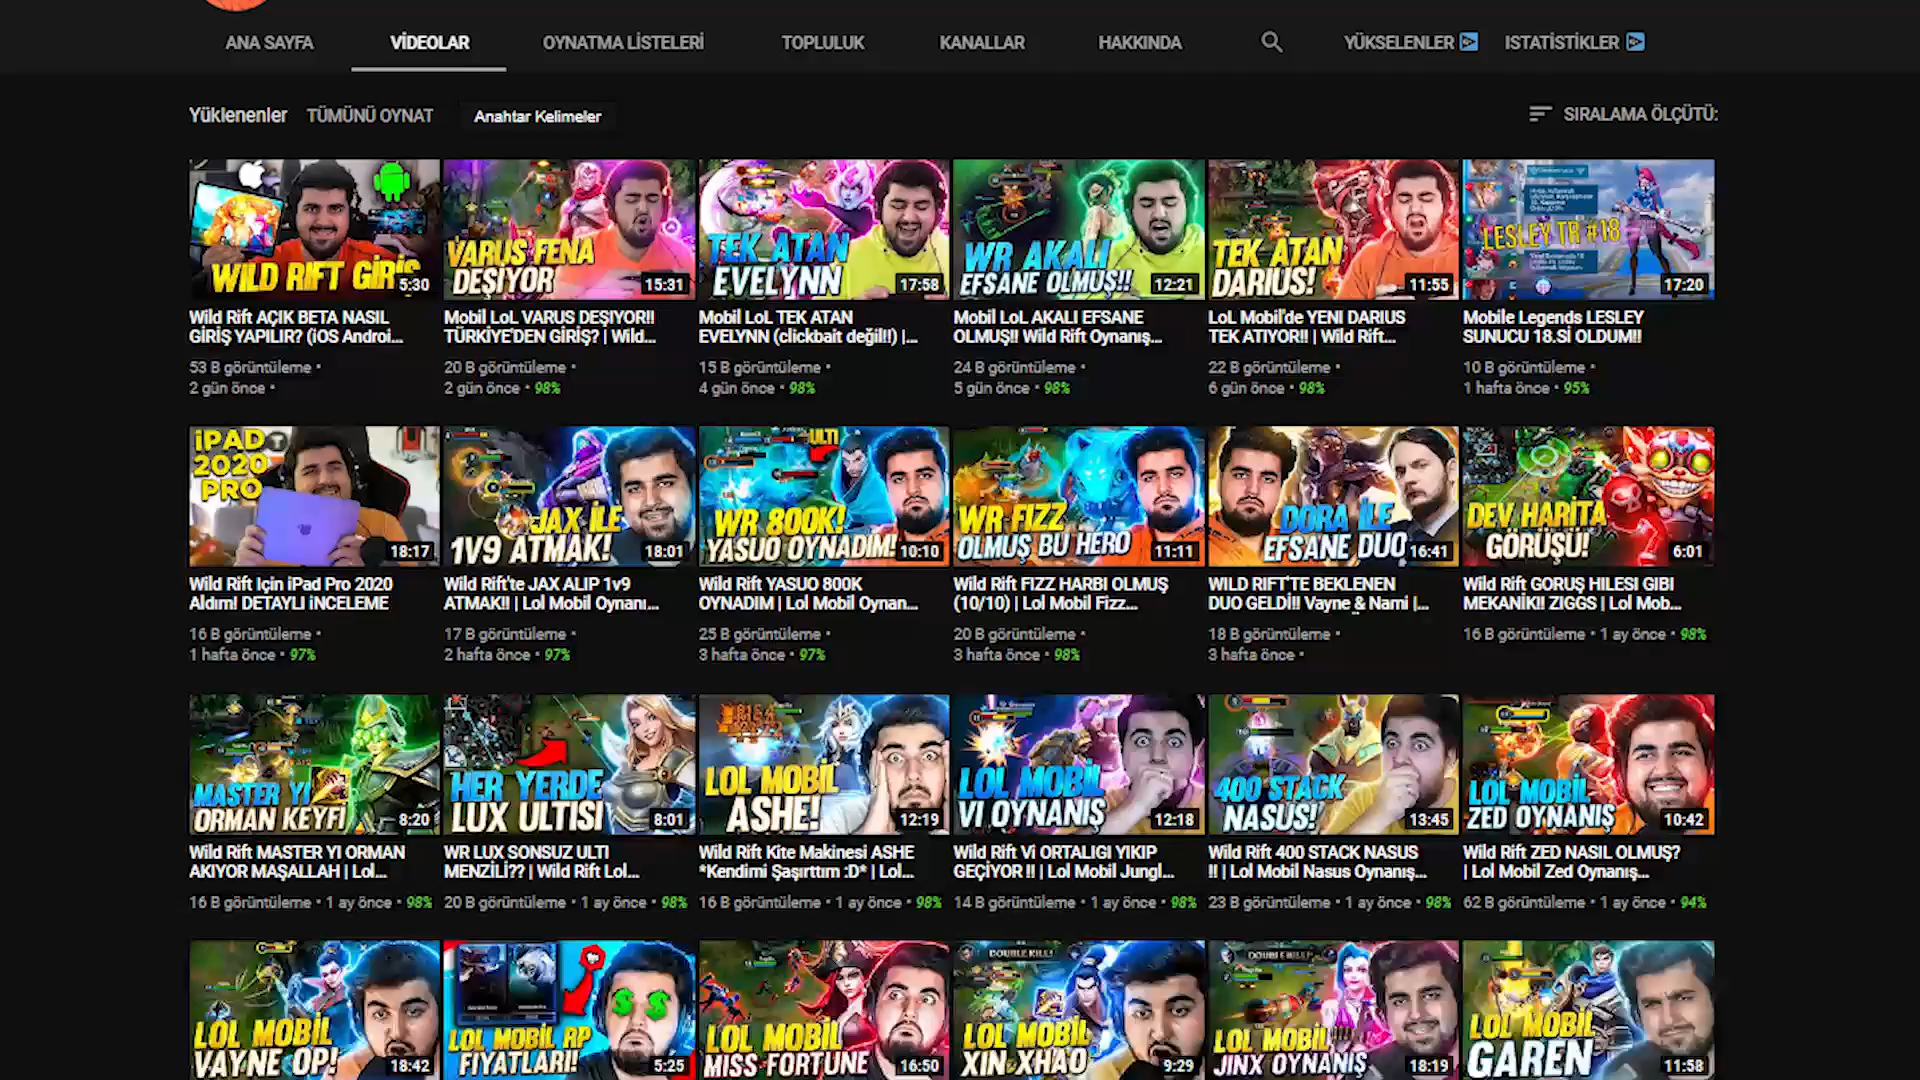 ANA SAYFA VİDEOLAR OYNATMA LİSTELERİ TOPLULUK KANALLAR HAKKINDA YÜKSELENLER ISTATİSTİKLER
Yüklenenler TÜMÜNÜ OYNAT Anahtar Kelimeler SIRALAMA ÖLÇÜTÜ:
WILD RIFT GİRİŞ
5:30
VARUS FENA
DEŞİYOR
15:31
TEK ATAN
EVELYNN
17:58
WR AKALI
EFSANE OLMUŞ!!
12:21
TEK ATAN
DARIUS!
11:55
LESLEY TR #18
17:20
Wild Rift AÇIK BETA NASIL
GİRİŞ YAPILIR? (iOS Androi...
53 B görüntüleme •
2 gün önce •
Mobil LoL VARUS DEŞIYOR!!
TÜRKİYE'DEN GİRİŞ? | Wild...
20 B görüntüleme •
2 gün önce • 98%
Mobil LoL TEK ATAN
EVELYNN (clickbait değil!!) |...
15 B görüntüleme •
4 gün önce • 98%
Mobil LoL AKALI EFSANE
OLMUŞ!! Wild Rift Oynanış...
24 B görüntüleme •
5 gün önce • 98%
LoL Mobil'de YENI DARIUS
TEK ATIYOR!! | Wild Rift...
22 B görüntüleme •
6 gün önce • 98%
Mobile Legends LESLEY
SUNUCU 18.Sİ OLDUM!!
10 B görüntüleme •
1 hafta önce • 95%
iPAD
2020
PRO
18:17
JAX İLE
1V9 ATMAK!
18:01
ULTI
WR 800K!
YASUO OYNADIM!
10:10
WR FIZZ
OLMUŞ BU HERO
11:11
DORA İLE
EFSANE DUO
16:41
DEV HARİTA
GÖRÜŞÜ!
6:01
Wild Rift Için iPad Pro 2020
Aldım! DETAYLI iNCELEME
16 B görüntüleme •
1 hafta önce • 97%
Wild Rift'te JAX ALIP 1v9
ATMAK!! | Lol Mobil Oynanı...
17 B görüntüleme •
2 hafta önce • 97%
Wild Rift YASUO 800K
OYNADIM | Lol Mobil Oynan...
25 B görüntüleme •
3 hafta önce • 97%
Wild Rift FIZZ HARBI OLMUŞ
(10/10) | Lol Mobil Fizz...
20 B görüntüleme •
3 hafta önce • 98%
WILD RIFT'TE BEKLENEN
DUO GELDİ!! Vayne & Nami |...
18 B görüntüleme •
3 hafta önce •
Wild Rift GORUŞ HILESI GIBI
MEKANİK!! ZIGGS | Lol Mob...
16 B görüntüleme • 1 ay önce • 98%
MASTER YI
ORMAN KEYFİ
8:20
HER YERDE
LUX ULTISI
8:01
LOL MOBİL
ASHE!
12:19
LOL MOBİL
VI OYNANIŞ
12:18
400 STACK
NASUS!
13:45
LOL MOBİL
ZED OYNANIŞ
10:42
Wild Rift MASTER YI ORMAN
AKIYOR MAŞALLAH | Lol...
16 B görüntüleme • 1 ay önce • 98%
WR LUX SONSUZ ULTI
MENZİLİ?? | Wild Rift Lol...
20 B görüntüleme • 1 ay önce • 98%
Wild Rift Kite Makinesi ASHE
*Kendimi Şaşırttım :D* | Lol...
16 B görüntüleme • 1 ay önce • 98%
Wild Rift Vi ORTALIGI YIKIP
GEÇİYOR !! | Lol Mobil Jungl...
14 B görüntüleme • 1 ay önce • 98%
Wild Rift 400 STACK NASUS
!! | Lol Mobil Nasus Oynanış...
23 B görüntüleme • 1 ay önce • 98%
Wild Rift ZED NASIL OLMUŞ?
| Lol Mobil Zed Oynanış...
62 B görüntüleme • 1 ay önce • 94%
LOL MOBİL
VAYNE OP!
18:42
LOL MOBİL RP
FİYATLARI!
5:25
LOL MOBİL
MISS FORTUNE
16:50
DOUBLE KILL!
LOL MOBİL
XIN XHAO
9:29
DOUBLE KILL!
LOL MOBİL
JINX OYNANIŞ
18:19
LOL MOBİL
GAREN
11:58